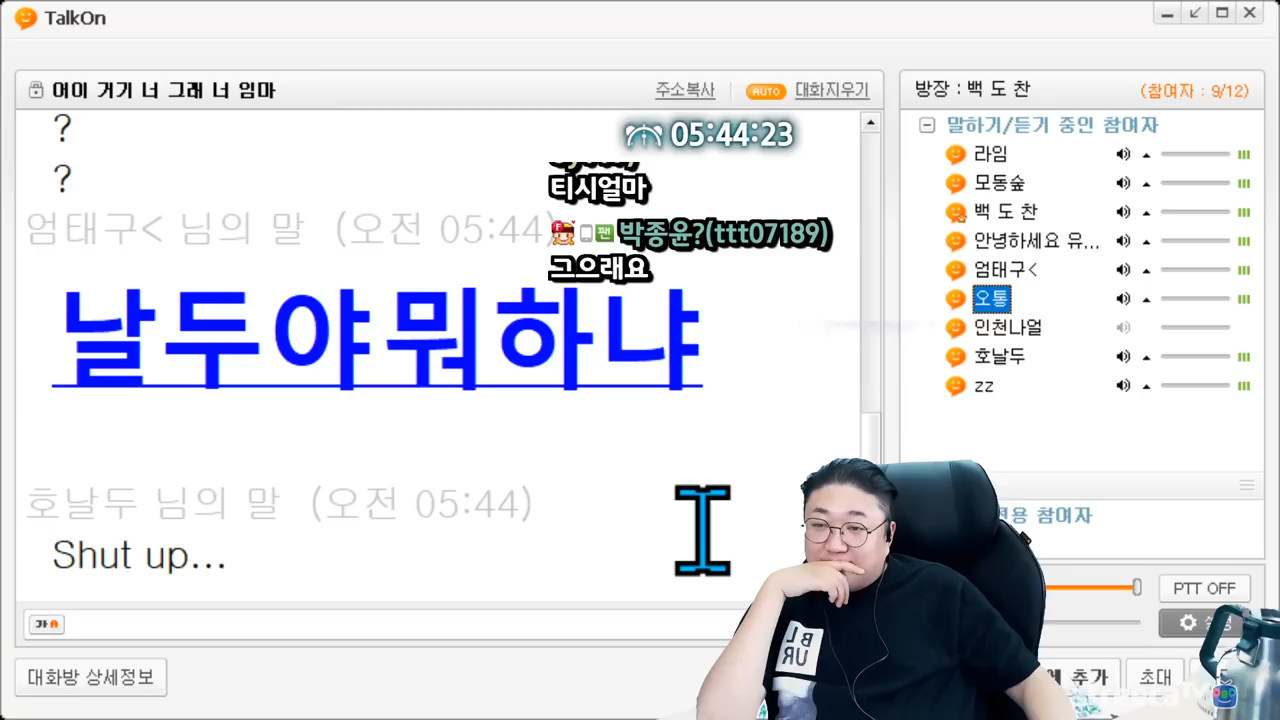 TalkOn
어이 거기 너 그래 너 임마
주소복사
AUTO
대화지우기
?
?
05:44:23
티시얼마
엄태구< 님의 말 (오전 05:44)
팬 박종윤?(ttt07189)
그으래요
날두야뭐하냐
호날두 님의 말 (오전 05:44)
Shut up...
가
대화방 상세정보
방장 : 백 도 찬
(참여자 : 9/12)
말하기/듣기 중인 참여자
라임
모동숲
백 도 찬
안녕하세요 유...
엄태구<
오통
인천나얼
호날두
zz
전용 참여자
PTT OFF
추가
초대
BL
UR